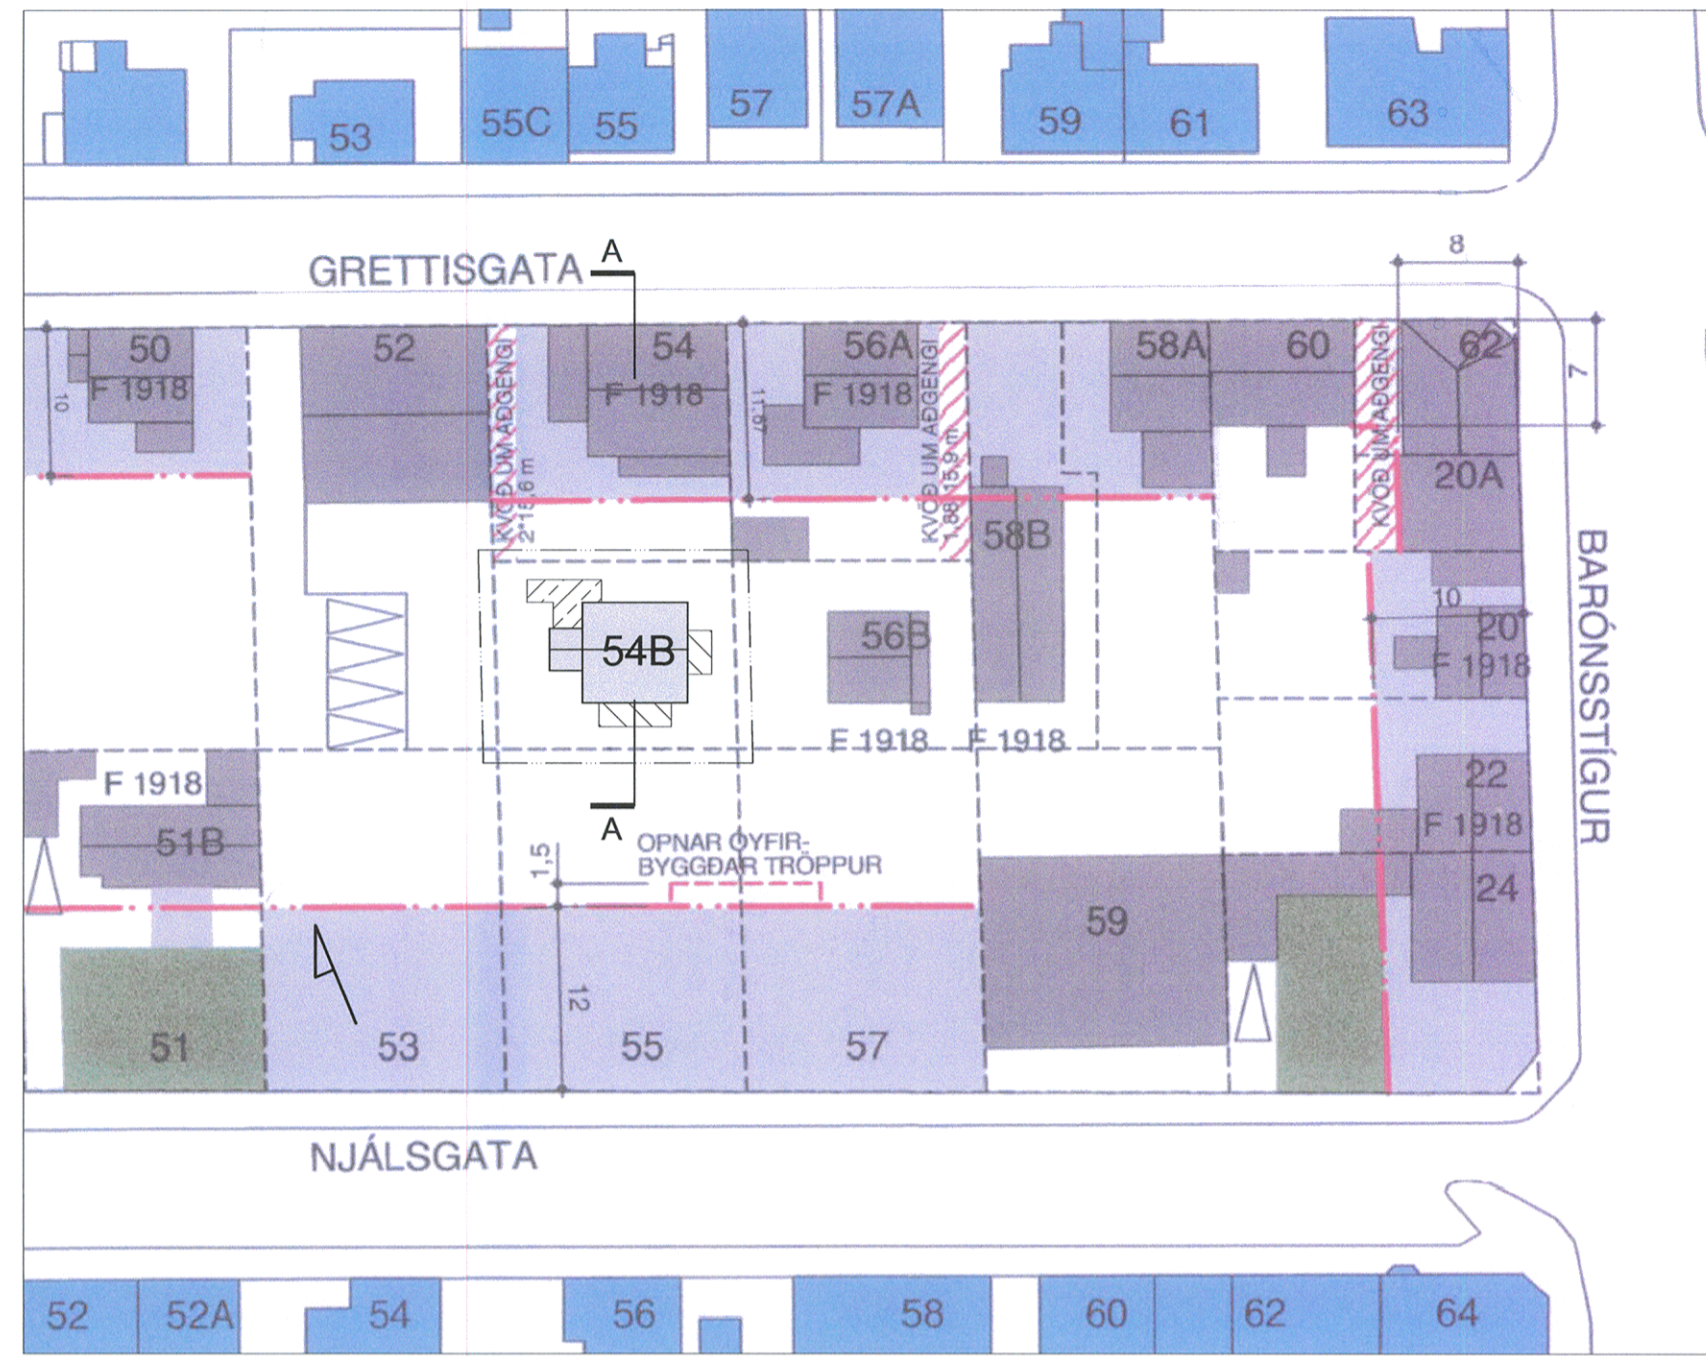 53
55C
55
57
57A
59
61
63
GRETTISGATA
A
8
7
50
F 1918
10
52
54
F 1918
11,67
56A
F 1918
58A
60
62
KVÖÐ UM AÐGENGI
KVÖÐ UM AÐGENGI
KVÖÐ UM AÐGENGI
20A
58B
54B
56B
F 1918
F 1918
10
20
F 1918
BARÓNSSTÍGUR
22
F 1918
24
F 1918
51B
A
1,5
OPNAR ÓYFIR-
BYGGÐAR TRÖPPUR
59
12
51
53
55
57
NJÁLSGATA
52
52A
54
56
58
60
62
64